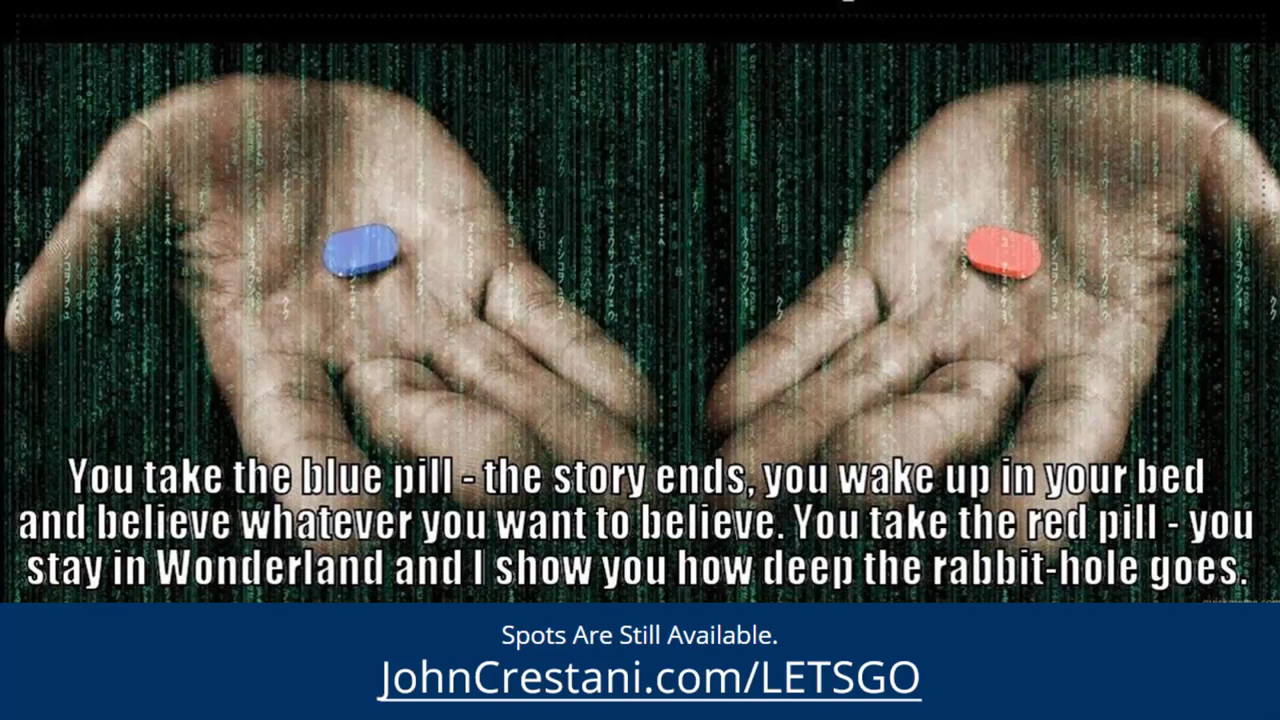 You take the blue pill - the story ends, you wake up in your bed
and believe whatever you want to believe. You take the red pill - you
stay in Wonderland and I show you how deep the rabbit-hole goes.
Spots Are Still Available.
JohnCrestani.com/LETSGO